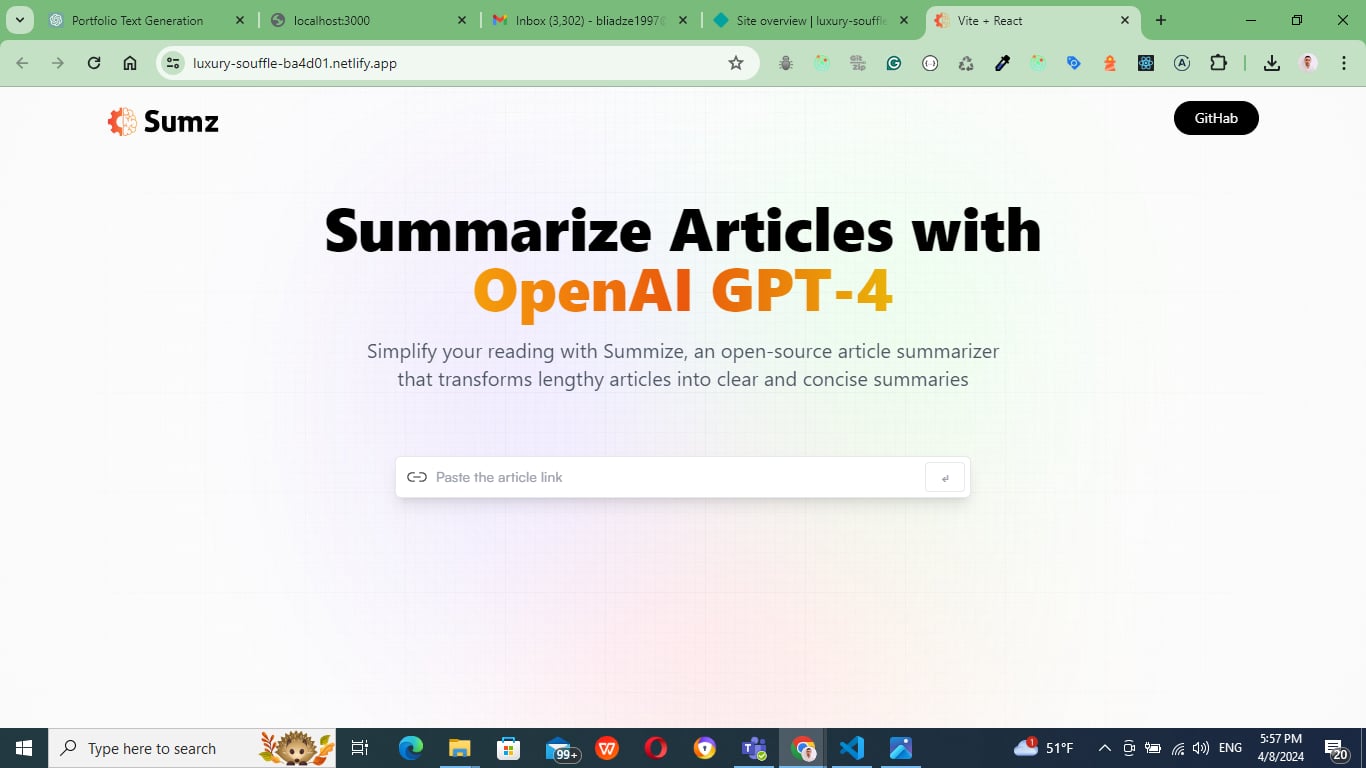 Portfolio Text Generation
localhost:3000
Inbox (3,302) - bliadze1997@
Site overview | luxury-souffle
Vite + React
luxury-souffle-ba4d01.netlify.app
Sumz
GitHab
Summarize Articles with
OpenAI GPT-4
Simplify your reading with Summize, an open-source article summarizer
that transforms lengthy articles into clear and concise summaries
Paste the article link
Type here to search
99+
1
51°F
ENG
5:57 PM
4/8/2024
20